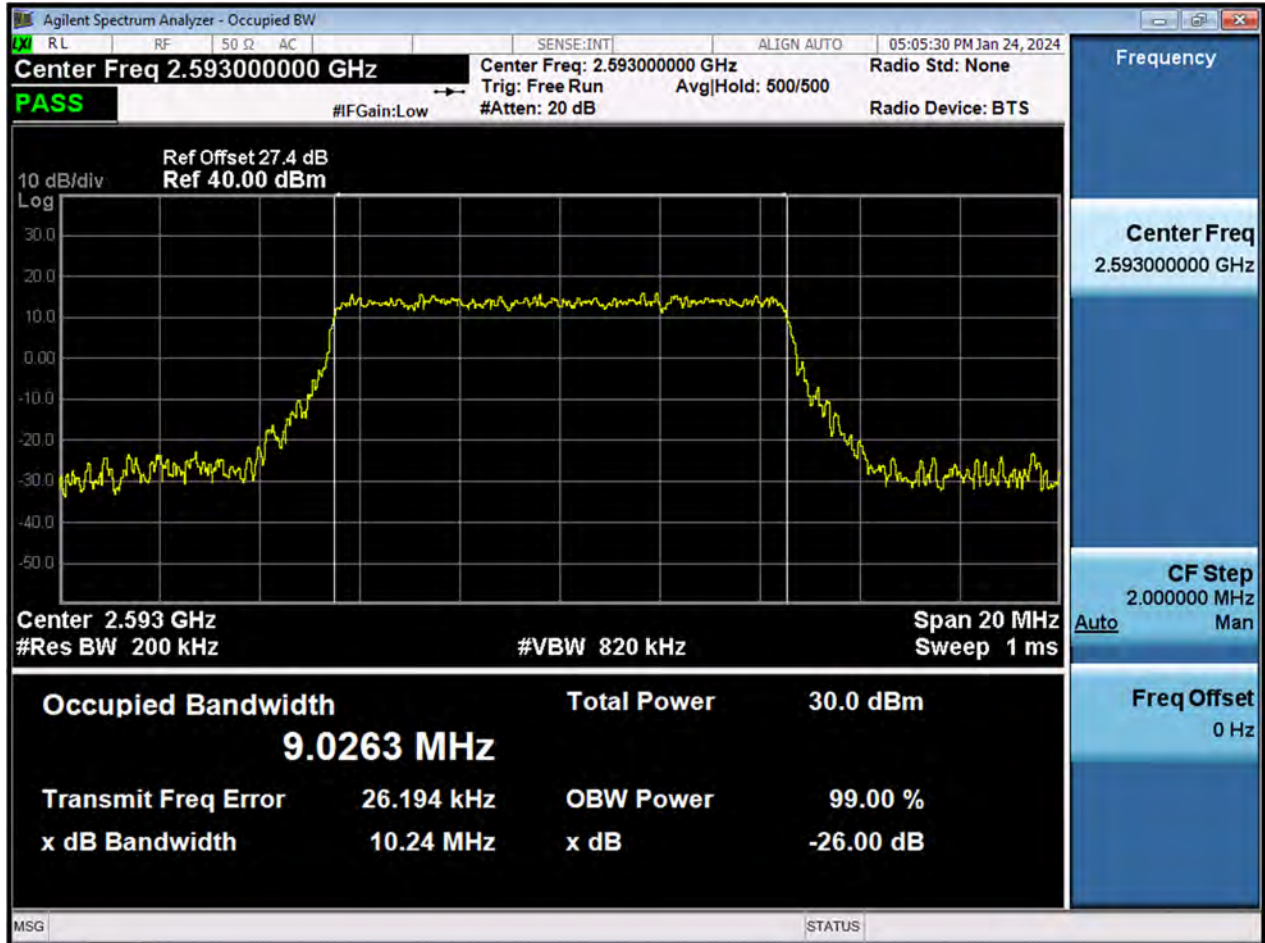 Agilent Spectrum Analyzer - Occupied BW
LXI RL RF 50 Ω AC SENSE:INT ALIGN AUTO 05:05:30 PM Jan 24, 2024
Center Freq 2.593000000 GHz
PASS
#IFGain:Low
Center Freq: 2.593000000 GHz
Trig: Free Run Avg|Hold: 500/500
#Atten: 20 dB
Radio Std: None
Radio Device: BTS
Ref Offset 27.4 dB
10 dB/div Ref 40.00 dBm
Log
30.0
20.0
10.0
0.00
-10.0
-20.0
-30.0
-40.0
-50.0
Center 2.593 GHz Span 20 MHz
#Res BW 200 kHz #VBW 820 kHz Sweep 1 ms
Occupied Bandwidth Total Power 30.0 dBm
9.0263 MHz
Transmit Freq Error 26.194 kHz OBW Power 99.00 %
x dB Bandwidth 10.24 MHz x dB -26.00 dB
MSG STATUS
Frequency
Center Freq
2.593000000 GHz
CF Step
2.000000 MHz
Auto Man
Freq Offset
0 Hz